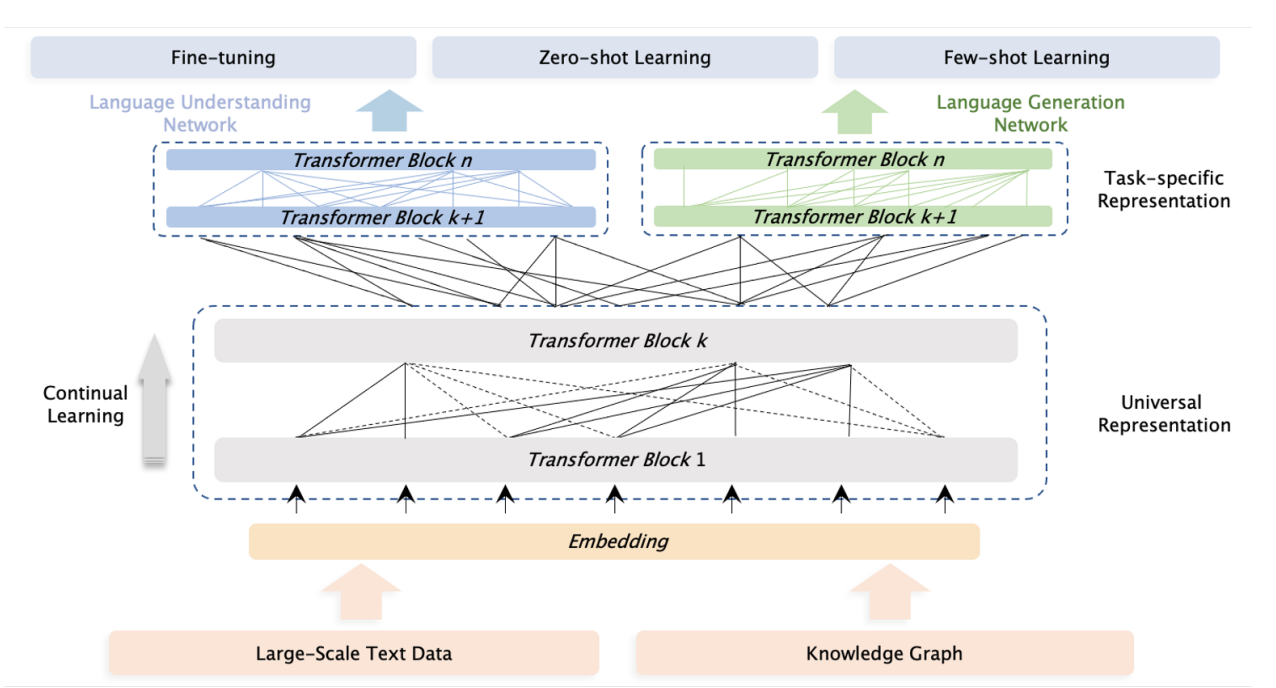 Fine-tuning
Zero-shot Learning
Few-shot Learning
Language Understanding
Network
Language Generation
Network
Transformer Block n
Transformer Block n
Task-specific
Representation
Transformer Block k+1
Transformer Block k+1
Transformer Block k
Continual
Learning
Universal
Representation
Transformer Block 1
Embedding
Large-Scale Text Data
Knowledge Graph